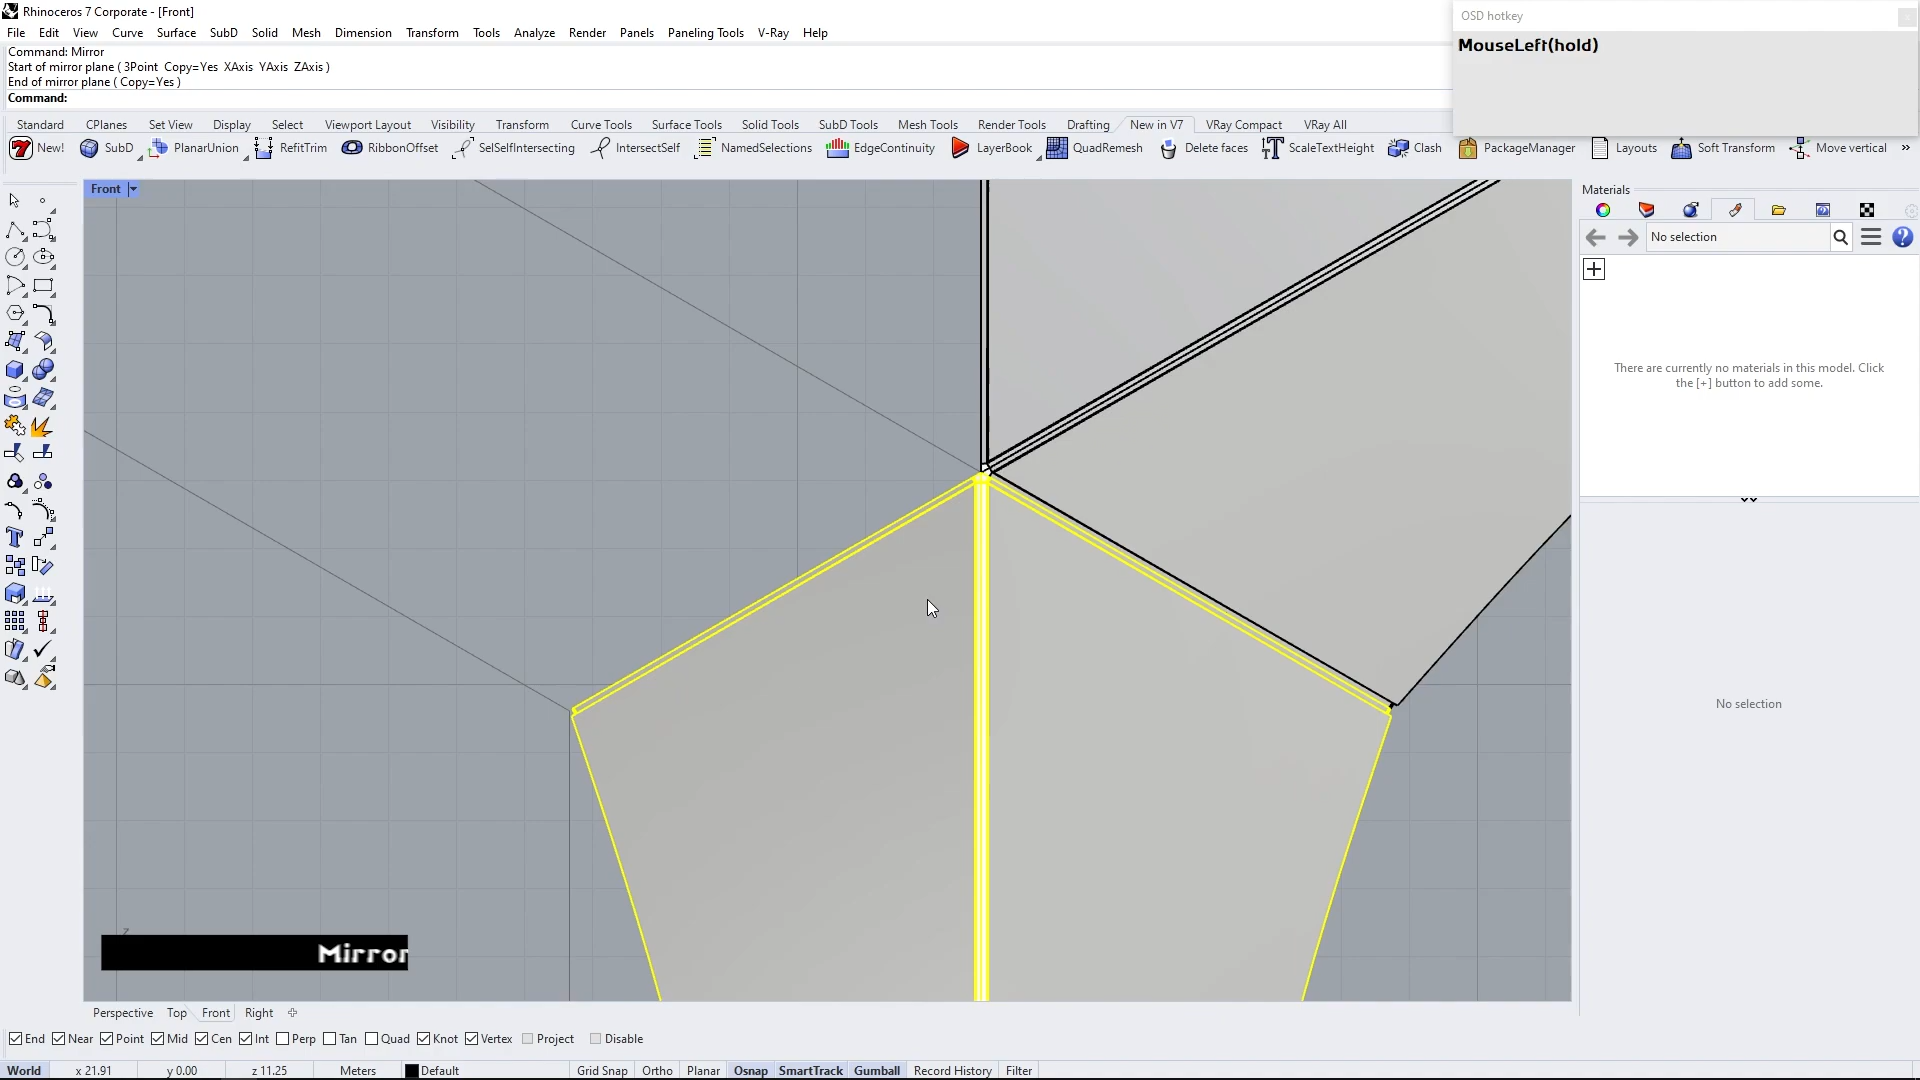 Rhinoceros 7 Corporate - [Front]
OSD hotkey
MouseLeft(hold)
File Edit View Curve Surface SubD Solid Mesh Dimension Transform Tools Analyze Render Panels Paneling Tools V-Ray Help
Command: Mirror
Start of mirror plane ( 3Point Copy=Yes XAxis YAxis ZAxis )
End of mirror plane ( Copy=Yes )
Command:
Standard CPlanes Set View Display Select Viewport Layout Visibility Transform Curve Tools Surface Tools Solid Tools SubD Tools Mesh Tools Render Tools Drafting New in V7 VRay Compact VRay All
New! SubD PlanarUnion RefitTrim RibbonOffset SelSelfIntersecting IntersectSelf NamedSelections EdgeContinuity LayerBook QuadRemesh Delete faces ScaleTextHeight Clash PackageManager Layouts Soft Transform Move vertical »
Front
Materials
No selection
There are currently no materials in this model. Click
the [+] button to add some.
No selection
z
Mirror
Perspective Top Front Right
End Near Point Mid Cen Int Perp Tan Quad Knot Vertex Project Disable
World x 21.91 y 0.00 z 11.25 Meters Default Grid Snap Ortho Planar Osnap SmartTrack Gumball Record History Filter